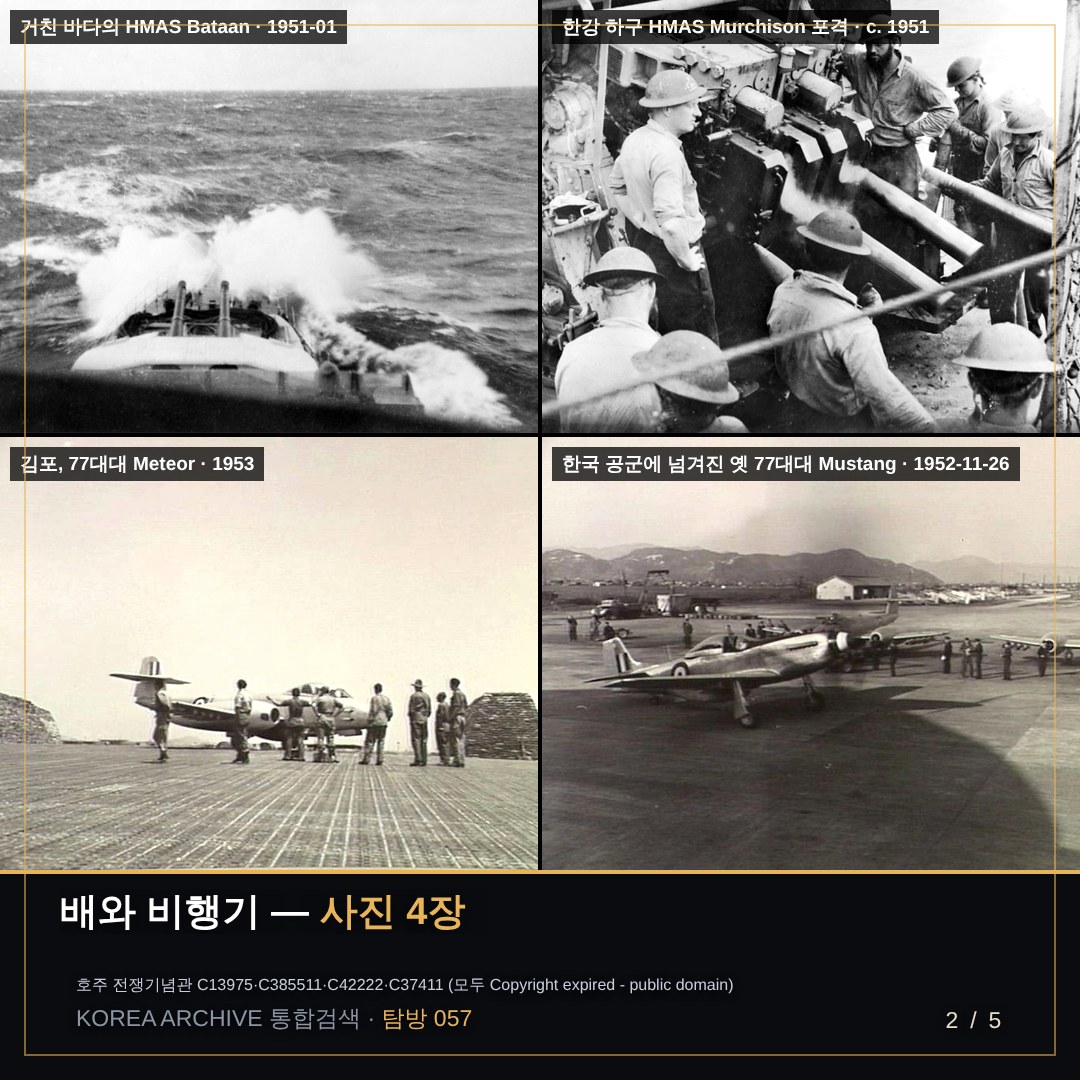 거친 바다의 HMAS Bataan · 1951-01
한강 하구 HMAS Murchison 포격 · c. 1951
김포, 77대대 Meteor · 1953
한국 공군에 넘겨진 옛 77대대 Mustang · 1952-11-26
배와 비행기 — 사진 4장
호주 전쟁기념관 C13975·C385511·C42222·C37411 (모두 Copyright expired - public domain)
KOREA ARCHIVE 통합검색 · 탐방 057
2 / 5